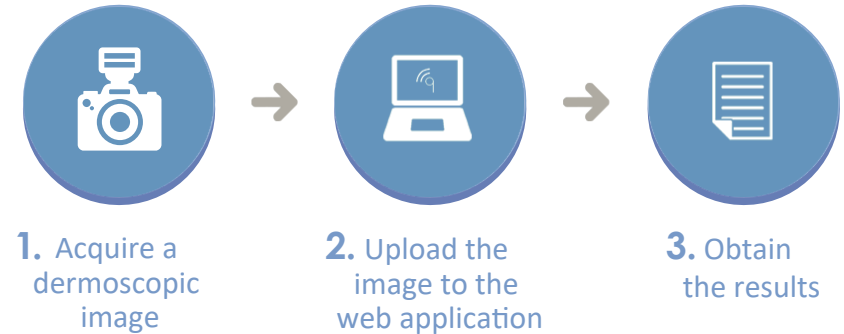 1. Acquire a
dermoscopic
image
2. Upload the
image to the
web application
3. Obtain
the results